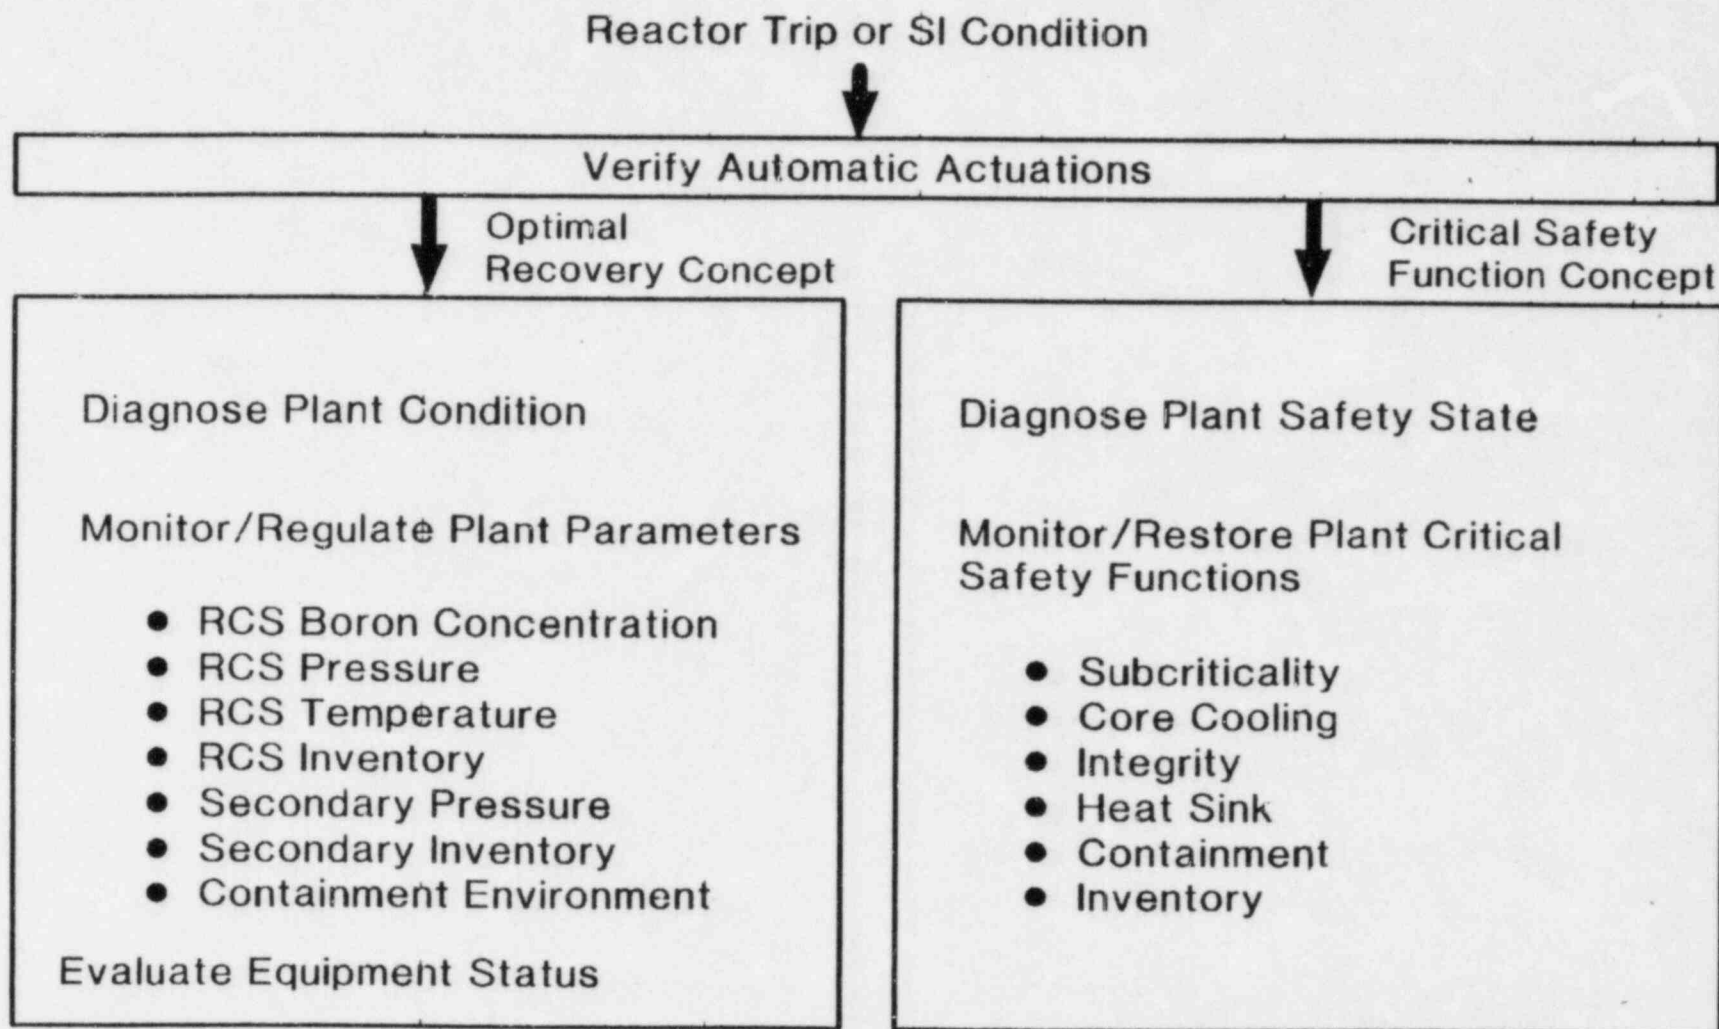 Reactor Trip or SI Condition
Verify Automatic Actuations
Optimal
Recovery Concept
Critical Safety
Function Concept
Diagnose Plant Condition
Monitor/Regulate Plant Parameters
● RCS Boron Concentration
● RCS Pressure
● RCS Temperature
● RCS Inventory
● Secondary Pressure
● Secondary Inventory
● Containment Environment
Evaluate Equipment Status
Diagnose Plant Safety State
Monitor/Restore Plant Critical
Safety Functions
● Subcriticality
● Core Cooling
● Integrity
● Heat Sink
● Containment
● Inventory